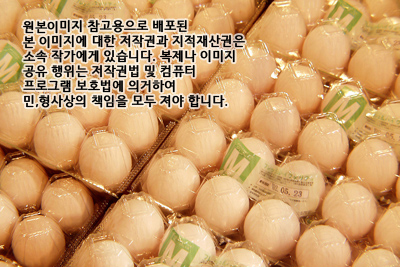 원본이미지 참고용으로 배포된
본 이미지에 대한 저작권과 지적재산권은
소속 작가에게 있습니다. 복제나 이미지
공유 행위는 저작권법 및 컴퓨터
프로그램 보호법에 의거하여
민,형사상의 책임을 모두 져야 합니다.
M
M
05. 23
M